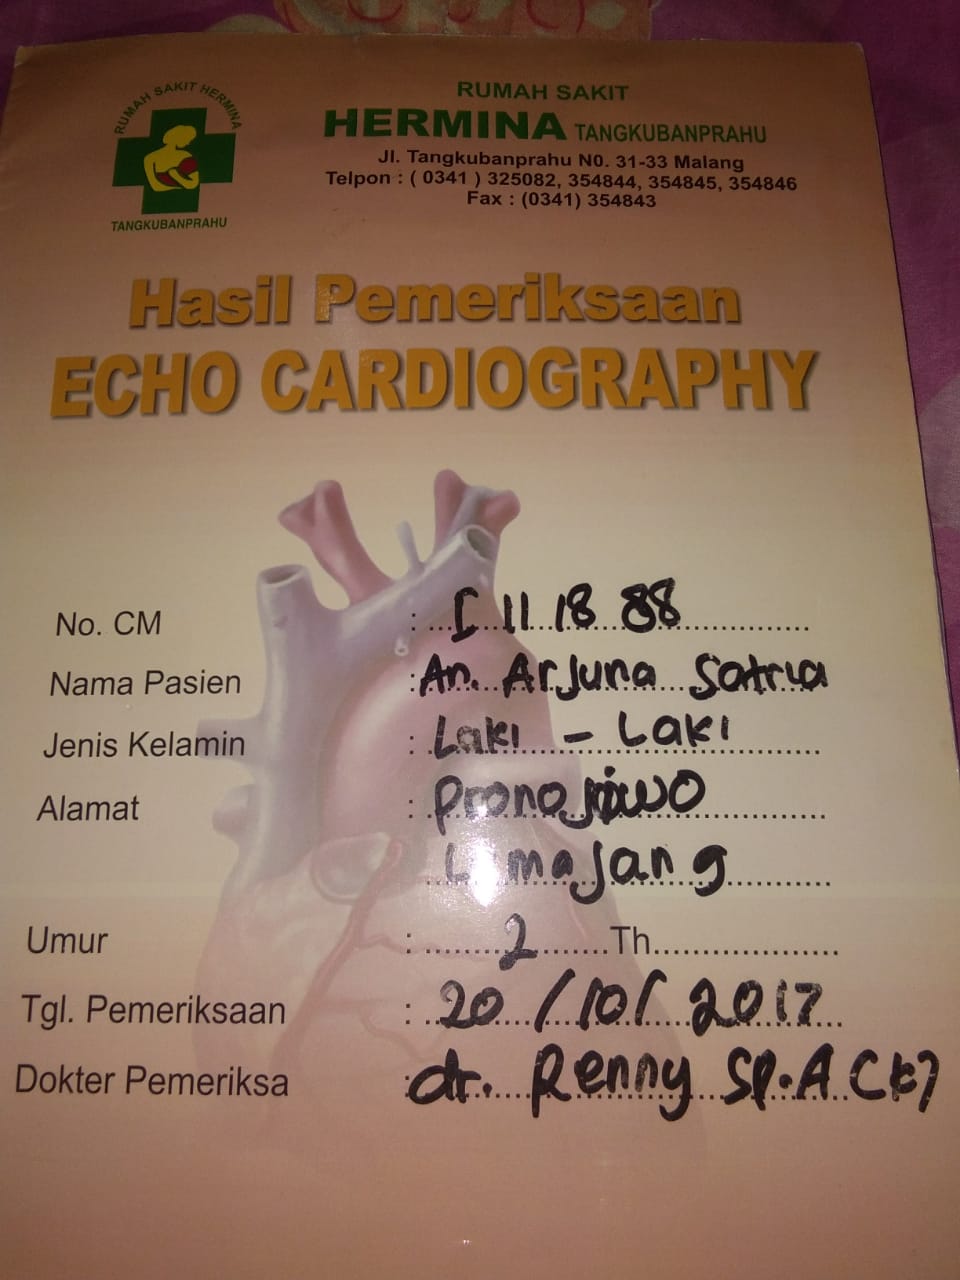 RUMAH SAKIT HERMINA
TANGKUBANPRAHU
RUMAH SAKIT
HERMINA TANGKUBANPRAHU
Jl. Tangkubanprahu N0. 31-33 Malang
Telpon : ( 0341 ) 325082, 354844, 354845, 354846
Fax : (0341) 354843
Hasil Pemeriksaan
ECHO CARDIOGRAPHY
No. CM : I 11 18 88
Nama Pasien : An. Arjuna Satria
Jenis Kelamin : Laki - Laki
Alamat : Pronojiwo
Lumajang
Umur : 2 Th
Tgl. Pemeriksaan : 20 / 10 / 2017
Dokter Pemeriksa : dr. Renny Sp.A (K)